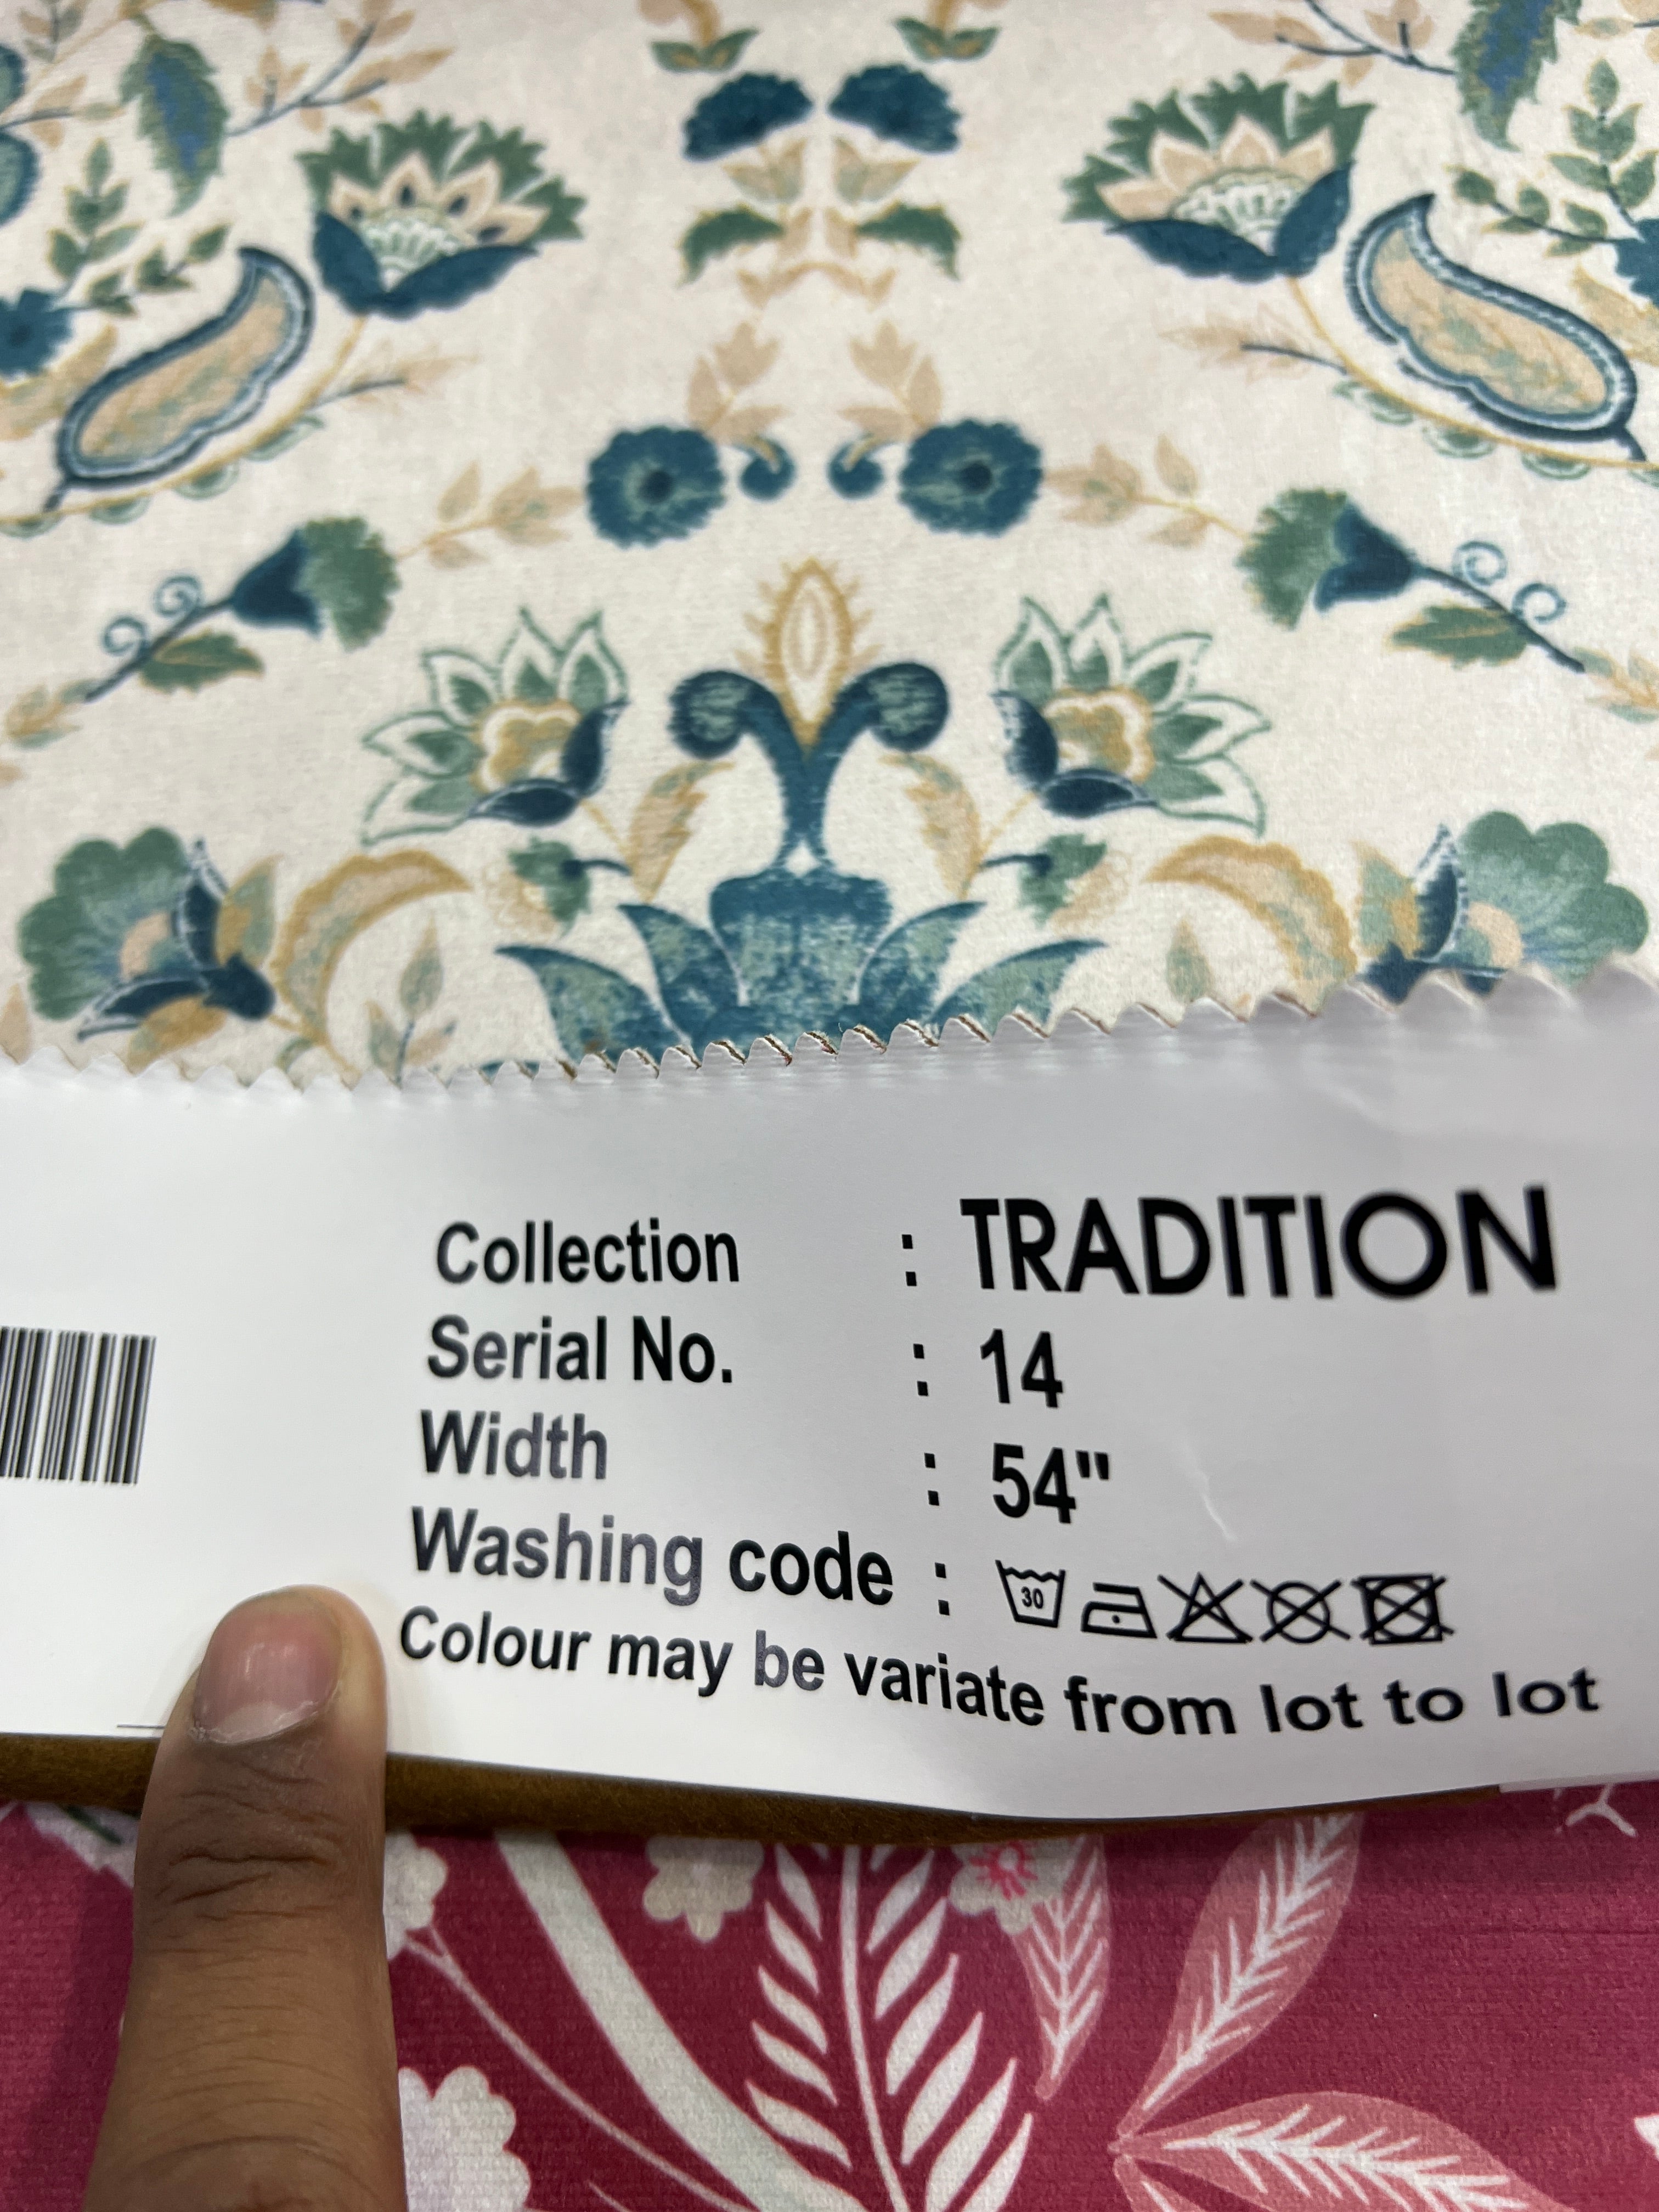 Collection : TRADITION
Serial No. : 14
Width : 54"
Washing code : 30
Colour may be variate from lot to lot